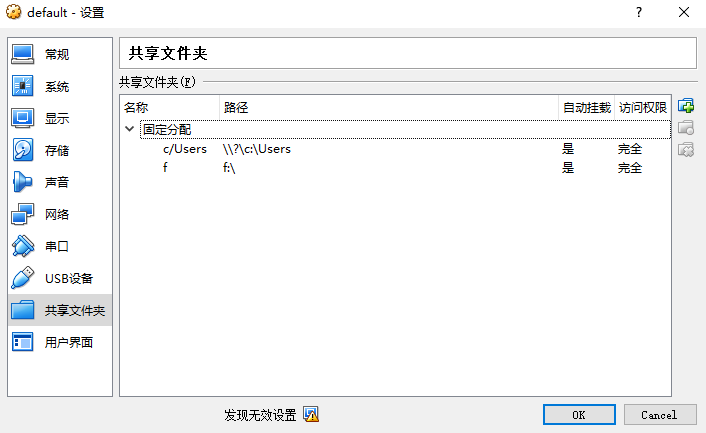 default - 设置
常规
系统
显示
存储
声音
网络
串口
USB设备
共享文件夹
用户界面
共享文件夹
共享文件夹(F)
名称 路径 自动挂载 访问权限
固定分配
c/Users \\?\c:\Users 是 完全
f f:\ 是 完全
发现无效设置
OK Cancel